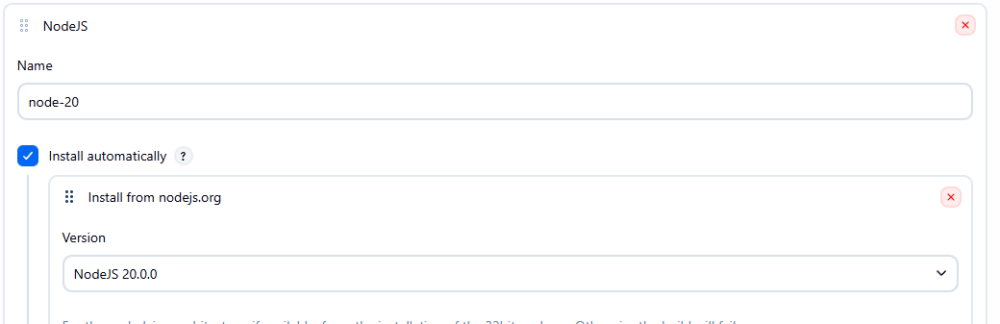 NodeJS
Name
node-20
Install automatically ?
Install from nodejs.org
Version
NodeJS 20.0.0